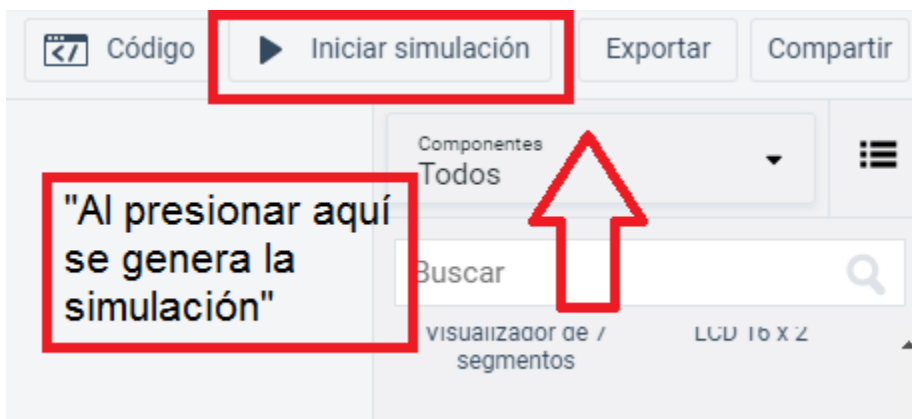 Código
Iniciar simulación
Exportar
Compartir
Componentes
Todos
"Al presionar aquí
se genera la
simulación"
Buscar
Visualizador de 7
segmentos
LCD 16 x 2